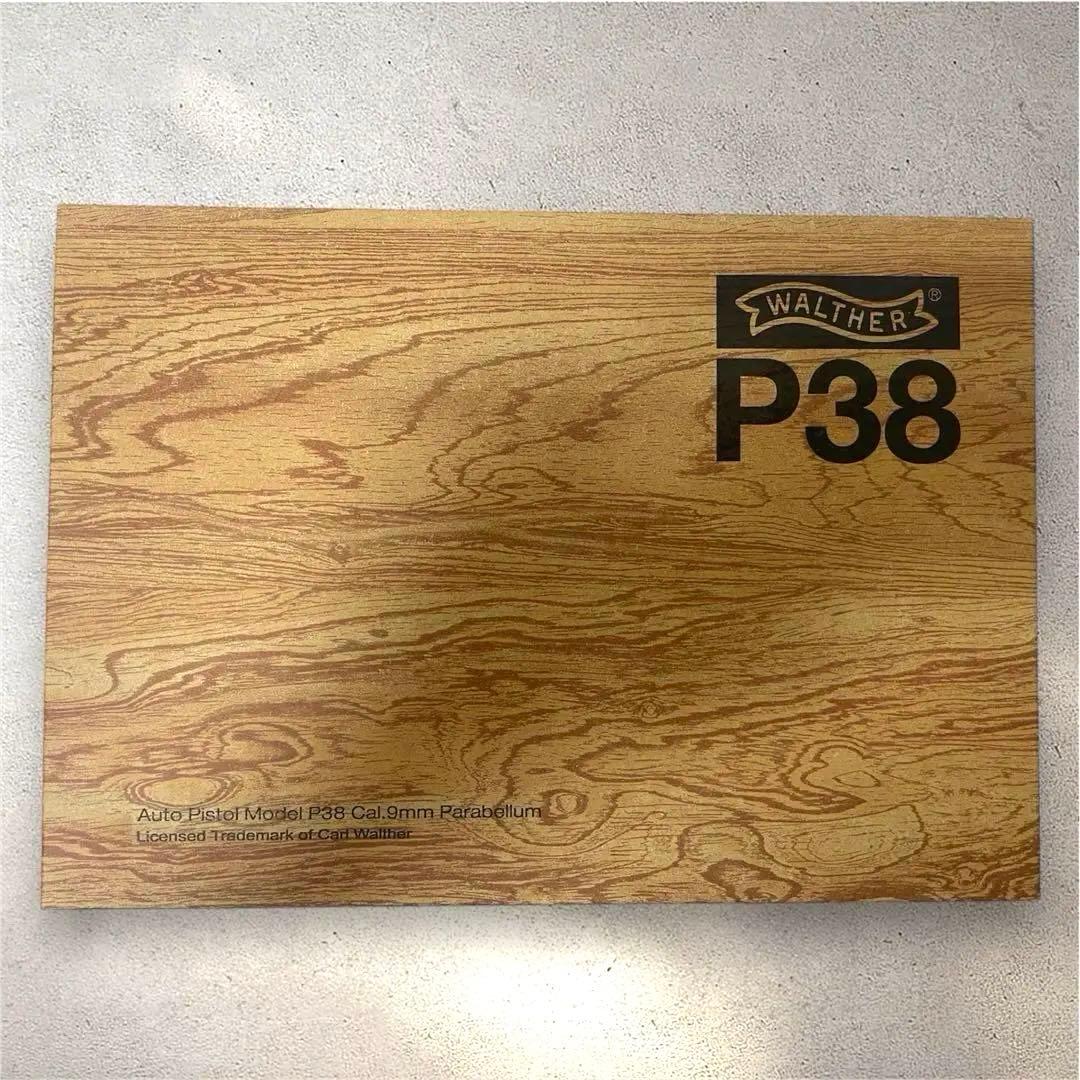 WALTHER®
P38
Auto Pistol Model P38 Cal.9mm Parabellum
Licensed Trademark of Carl Walther